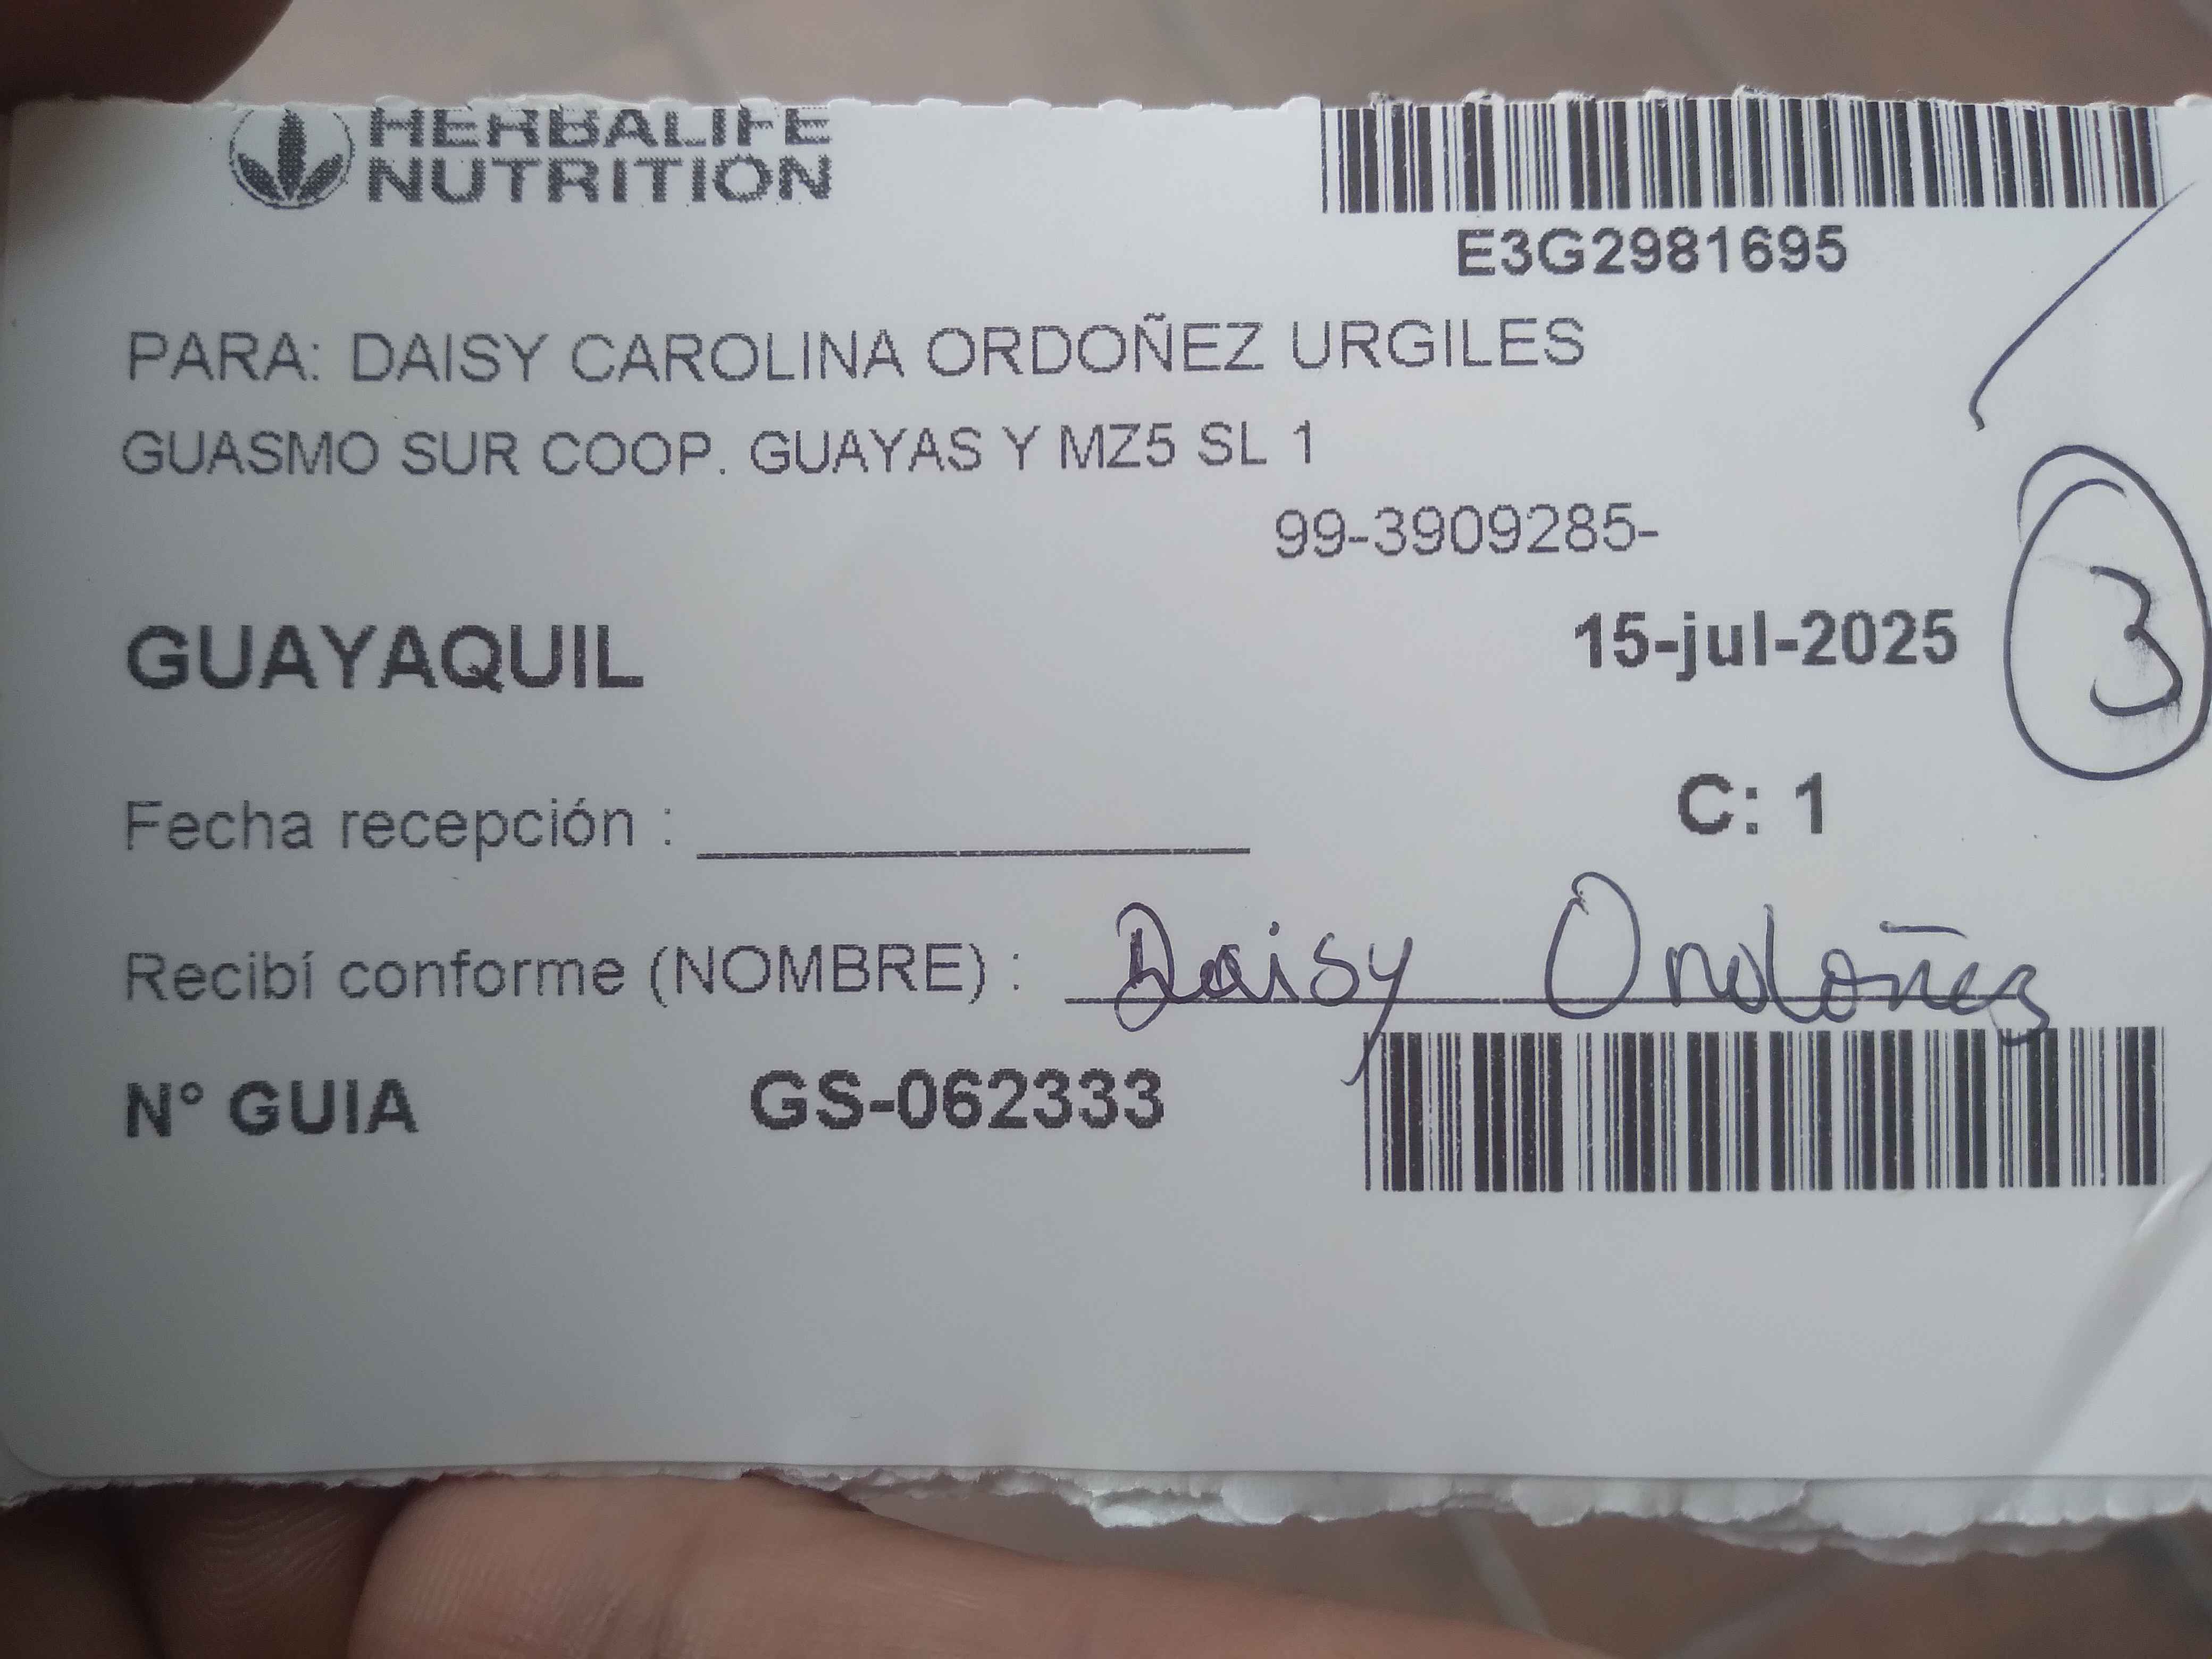 HERBALIFE
NUTRITION
E3G2981695
PARA: DAISY CAROLINA ORDOÑEZ URGILES
GUASMO SUR COOP. GUAYAS Y MZ5 SL 1
99-3909285-
GUAYAQUIL
15-jul-2025
3
C: 1
Fecha recepción :
Recibí conforme (NOMBRE) : Daisy Ordoñez
N° GUIA GS-062333